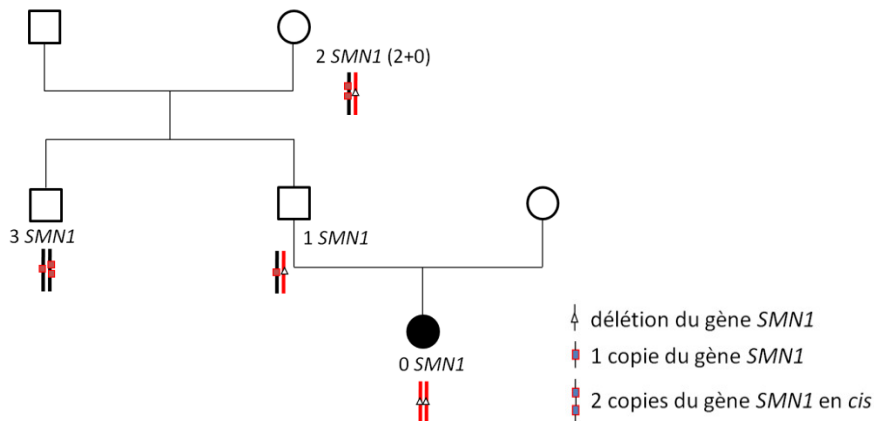 2 SMN1 (2+0)
3 SMN1
1 SMN1
0 SMN1
délétion du gène SMN1
1 copie du gène SMN1
2 copies du gène SMN1 en cis